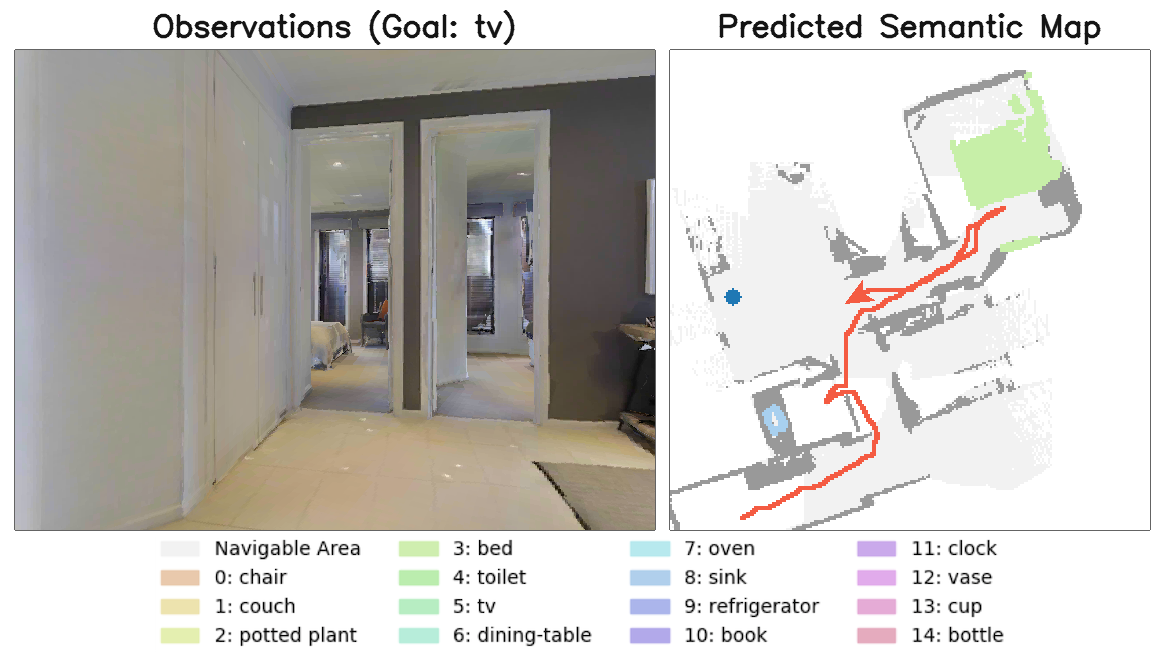 Observations (Goal: tv)
Predicted Semantic Map
Navigable Area
0: chair
1: couch
2: potted plant
3: bed
4: toilet
5: tv
6: dining-table
7: oven
8: sink
9: refrigerator
10: book
11: clock
12: vase
13: cup
14: bottle